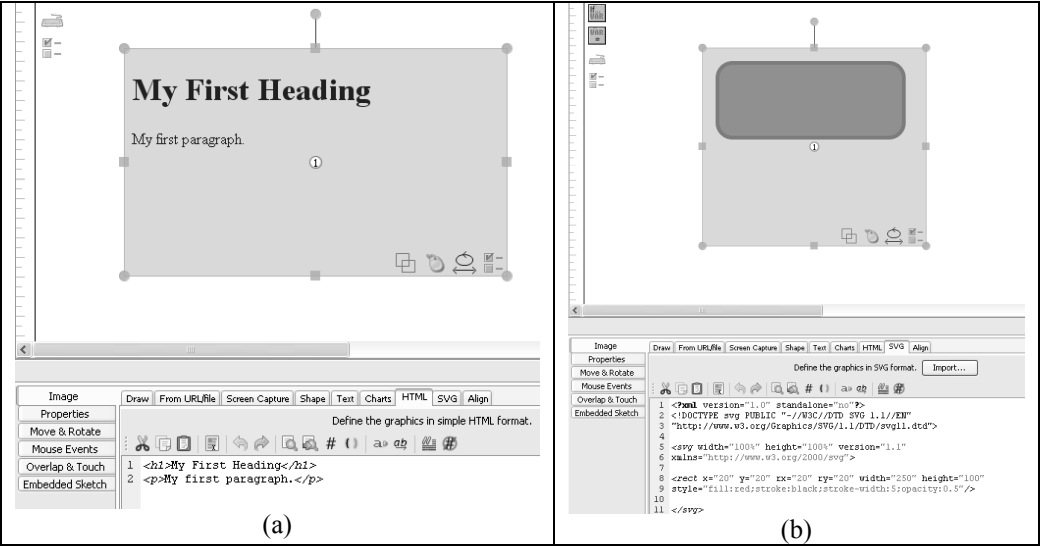 My First Heading
My first paragraph.
1
Image
Properties
Move & Rotate
Mouse Events
Overlap & Touch
Embedded Sketch
Draw From URL/file Screen Capture Shape Text Charts HTML SVG Align
Define the graphics in simple HTML format.
1 <h1>My First Heading</h1>
2 <p>My first paragraph.</p>
(a)
VAR
VAR
=
1
Image
Properties
Move & Rotate
Mouse Events
Overlap & Touch
Embedded Sketch
Draw From URL/file Screen Capture Shape Text Charts HTML SVG Align
Define the graphics in SVG format. Import...
1 <?xml version="1.0" standalone="no"?>
2 <!DOCTYPE svg PUBLIC "-//W3C//DTD SVG 1.1//EN"
3 "http://www.w3.org/Graphics/SVG/1.1/DTD/svg11.dtd">
4
5 <svg width="100%" height="100%" version="1.1"
6 xmlns="http://www.w3.org/2000/svg">
7
8 <rect x="20" y="20" rx="20" ry="20" width="250" height="100"
9 style="fill:red;stroke:black;stroke-width:5;opacity:0.5"/>
10
11 </svg>
(b)